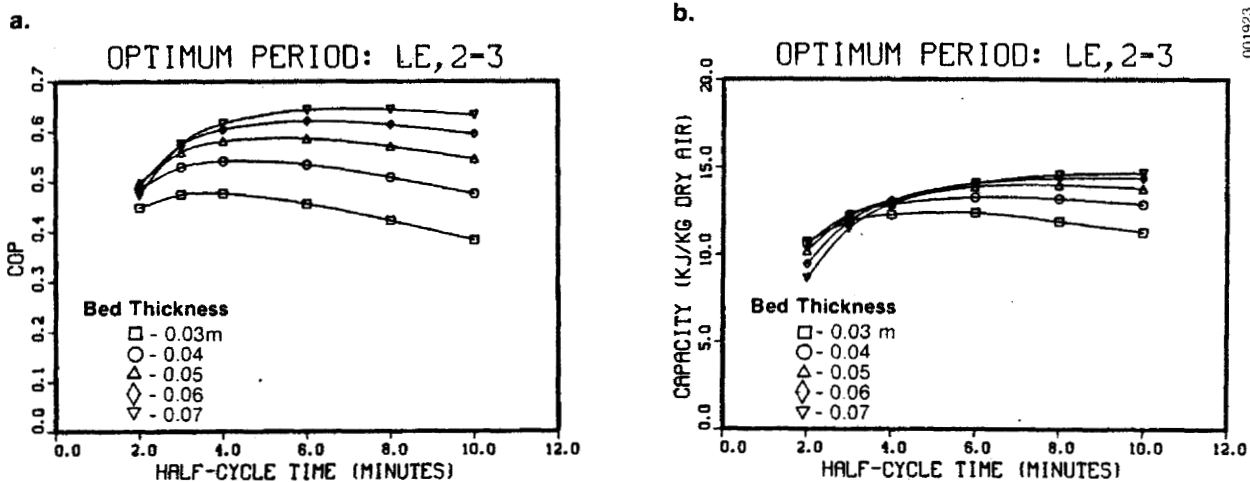 a.
OPTIMUM PERIOD: LE,2-3
0.7
0.6
0.5
0.4
0.3
0.2
0.1
0.0
COP
Bed Thickness
□ - 0.03m
○ - 0.04
△ - 0.05
◊ - 0.06
▽ - 0.07
0.0 2.0 4.0 6.0 8.0 10.0 12.0
HALF-CYCLE TIME (MINUTES)
b.
001923
OPTIMUM PERIOD: LE,2-3
20.0
15.0
10.0
5.0
0.0
CAPACITY (KJ/KG DRY AIR)
Bed Thickness
□ - 0.03 m
○ - 0.04
△ - 0.05
◊ - 0.06
▽ - 0.07
0.0 2.0 4.0 6.0 8.0 10.0 12.0
HALF-CYCLE TIME (MINUTES)